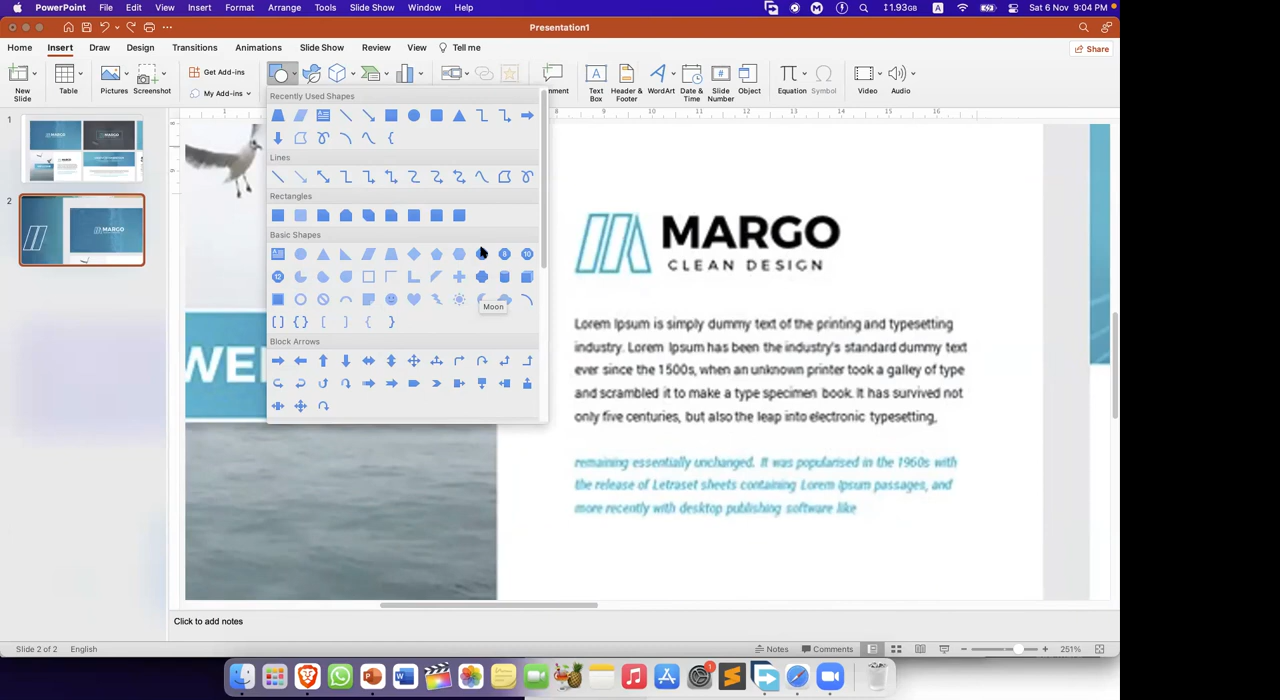 PowerPoint File Edit View Insert Format Arrange Tools Slide Show Window Help
1.93GB A Sat 6 Nov 9:04 PM
Presentation1
Home Insert Draw Design Transitions Animations Slide Show Review View Tell me
Share
New Slide
Table
Pictures
Screenshot
Get Add-ins
My Add-ins
Text Box
Header & Footer
WordArt
Date & Time
Slide Number
Object
Equation
Symbol
Video
Audio
Recently Used Shapes
Lines
Rectangles
Basic Shapes
Moon
Block Arrows
1
2
MARGO
MARGO
CLEAN DESIGN
Lorem Ipsum is simply dummy text of the printing and typesetting
industry. Lorem Ipsum has been the industry's standard dummy text
ever since the 1500s, when an unknown printer took a galley of type
and scrambled it to make a type specimen book. It has survived not
only five centuries, but also the leap into electronic typesetting,
remaining essentially unchanged. It was popularised in the 1960s with
the release of Letraset sheets containing Lorem Ipsum passages, and
more recently with desktop publishing software like
Click to add notes
Slide 2 of 2 English Notes Comments 251%